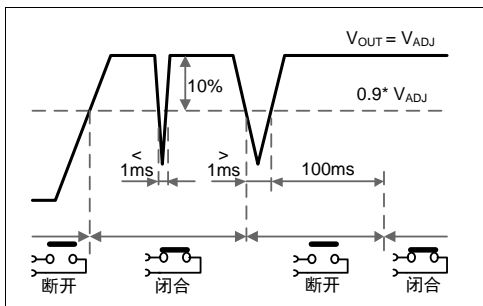 VOUT = VADJ
10%
0.9* VADJ
<
1ms
>
1ms
100ms
断开
闭合
断开
闭合